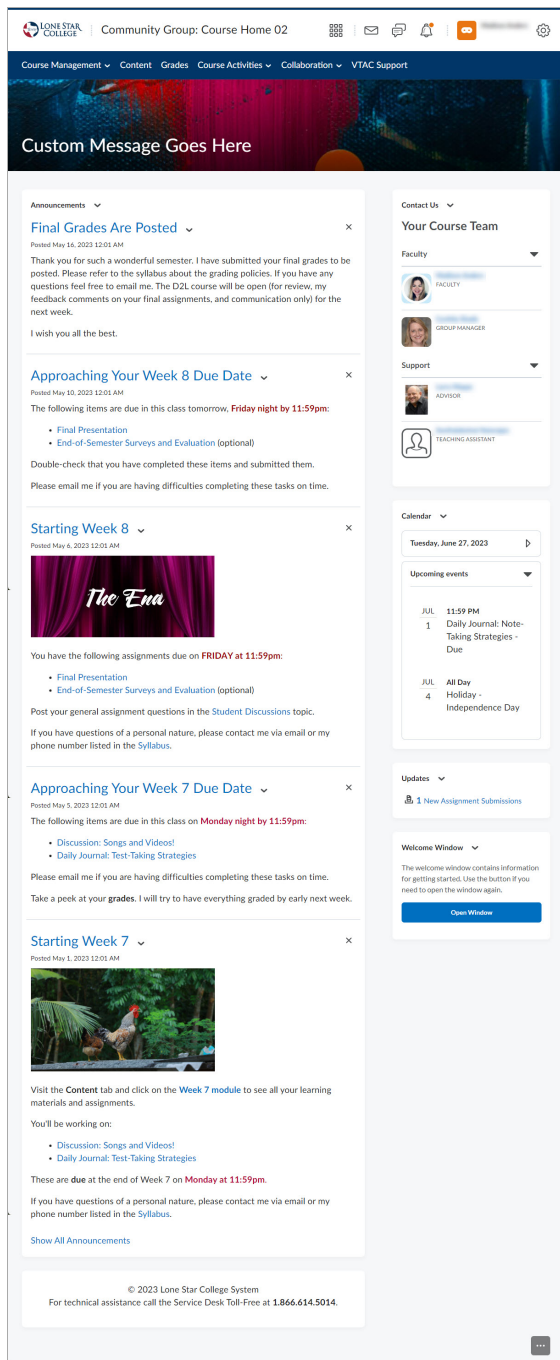 LONE STAR
COLLEGE
Community Group: Course Home 02
Course Management Content Grades Course Activities Collaboration VTAC Support
Custom Message Goes Here
Announcements
Final Grades Are Posted
Posted May 16, 2023 12:01 AM
Thank you for such a wonderful semester. I have submitted your final grades to be
posted. Please refer to the syllabus about the grading policies. If you have any
questions feel free to email me. The D2L course will be open (for review, my
feedback comments on your final assignments, and communication only) for the
next week.
I wish you all the best.
Approaching Your Week 8 Due Date
Posted May 10, 2023 12:01 AM
The following items are due in this class tomorrow, Friday night by 11:59pm:
• Final Presentation
• End-of-Semester Surveys and Evaluation (optional)
Double-check that you have completed these items and submitted them.
Please email me if you are having difficulties completing these tasks on time.
Starting Week 8
Posted May 6, 2023 12:01 AM
The End
You have the following assignments due on FRIDAY at 11:59pm:
• Final Presentation
• End-of-Semester Surveys and Evaluation (optional)
Post your general assignment questions in the Student Discussions topic.
If you have questions of a personal nature, please contact me via email or my
phone number listed in the Syllabus.
Approaching Your Week 7 Due Date
Posted May 5, 2023 12:01 AM
The following items are due in this class on Monday night by 11:59pm:
• Discussion: Songs and Videos!
• Daily Journal: Test-Taking Strategies
Please email me if you are having difficulties completing these tasks on time.
Take a peek at your grades. I will try to have everything graded by early next week.
Starting Week 7
Posted May 1, 2023 12:01 AM
Visit the Content tab and click on the Week 7 module to see all your learning
materials and assignments.
You'll be working on:
• Discussion: Songs and Videos!
• Daily Journal: Test-Taking Strategies
These are due at the end of Week 7 on Monday at 11:59pm.
If you have questions of a personal nature, please contact me via email or my
phone number listed in the Syllabus.
Show All Announcements
© 2023 Lone Star College System
For technical assistance call the Service Desk Toll-Free at 1.866.614.5014.
Contact Us
Your Course Team
Faculty
FACULTY
GROUP MANAGER
Support
ADVISOR
TEACHING ASSISTANT
Calendar
Tuesday, June 27, 2023
Upcoming events
JUL 11:59 PM
1 Daily Journal: Note-
Taking Strategies -
Due
JUL All Day
4 Holiday -
Independence Day
Updates
1 New Assignment Submissions
Welcome Window
The welcome window contains information
for getting started. Use the button if you
need to open the window again.
Open Window